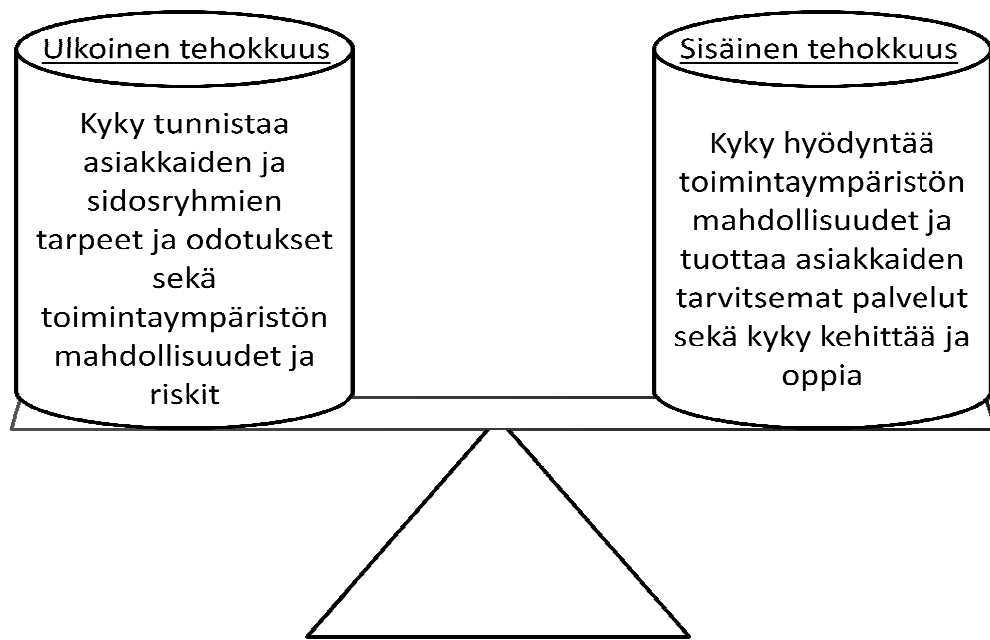 Ulkoinen tehokkuus
Kyky tunnistaa
asiakkaiden ja
sidosryhmien
tarpeet ja odotukset
sekä
toimintaympäristön
mahdollisuudet ja
riskit
Sisäinen tehokkuus
Kyky hyödyntää
toimintaympäristön
mahdollisuudet ja
tuottaa asiakkaiden
tarvitsemat palvelut
sekä kyky kehittää ja
oppia